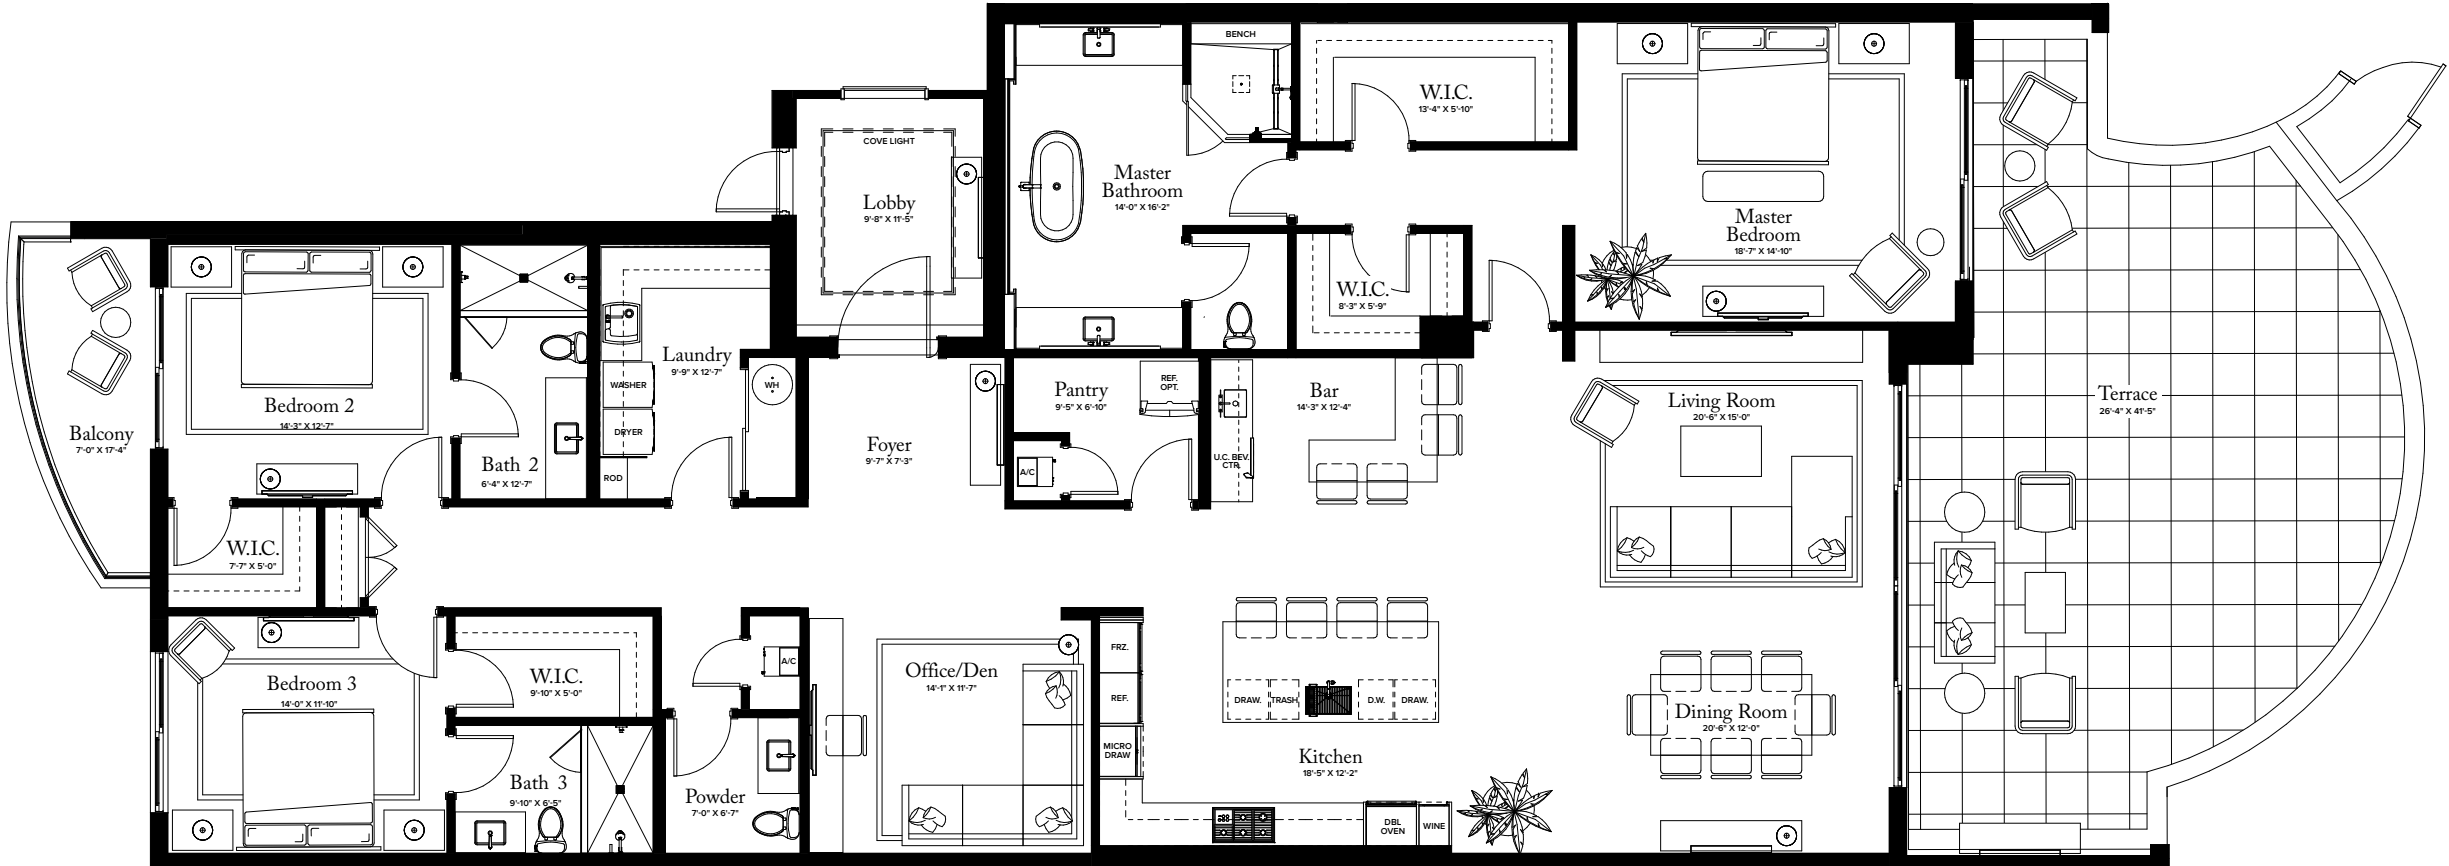 BENCH
W.I.C.
13'-4" X 5'-10"
COVE LIGHT
Lobby
9'-8" X 11'-5"
Master
Bathroom
14'-0" X 16'-2"
Master
Bedroom
18'-7" X 14'-10"
W.I.C.
8'-3" X 5'-9"
Laundry
9'-9" X 12'-7"
WASHER
DRYER
ROD
WH
Bedroom 2
14'-3" X 12'-7"
Balcony
7'-0" X 17'-4"
Bath 2
6'-4" X 12'-7"
Foyer
9'-7" X 7'-3"
Pantry
9'-5" X 6'-10"
REF.
OPT.
A/C
Bar
14'-3" X 12'-4"
U.C. BEV.
CTR.
Living Room
20'-6" X 15'-0"
Terrace
26'-4" X 41'-5"
W.I.C.
7'-7" X 5'-0"
Bedroom 3
14'-0" X 11'-10"
W.I.C.
9'-10" X 5'-0"
A/C
Office/Den
14'-1" X 11'-7"
FRZ.
REF.
MICRO
DRAW
DRAW.
TRASH
D.W.
DRAW.
Dining Room
20'-6" X 12'-0"
Kitchen
18'-5" X 12'-2"
Bath 3
9'-10" X 6'-5"
Powder
7'-0" X 6'-7"
DBL
OVEN
WINE